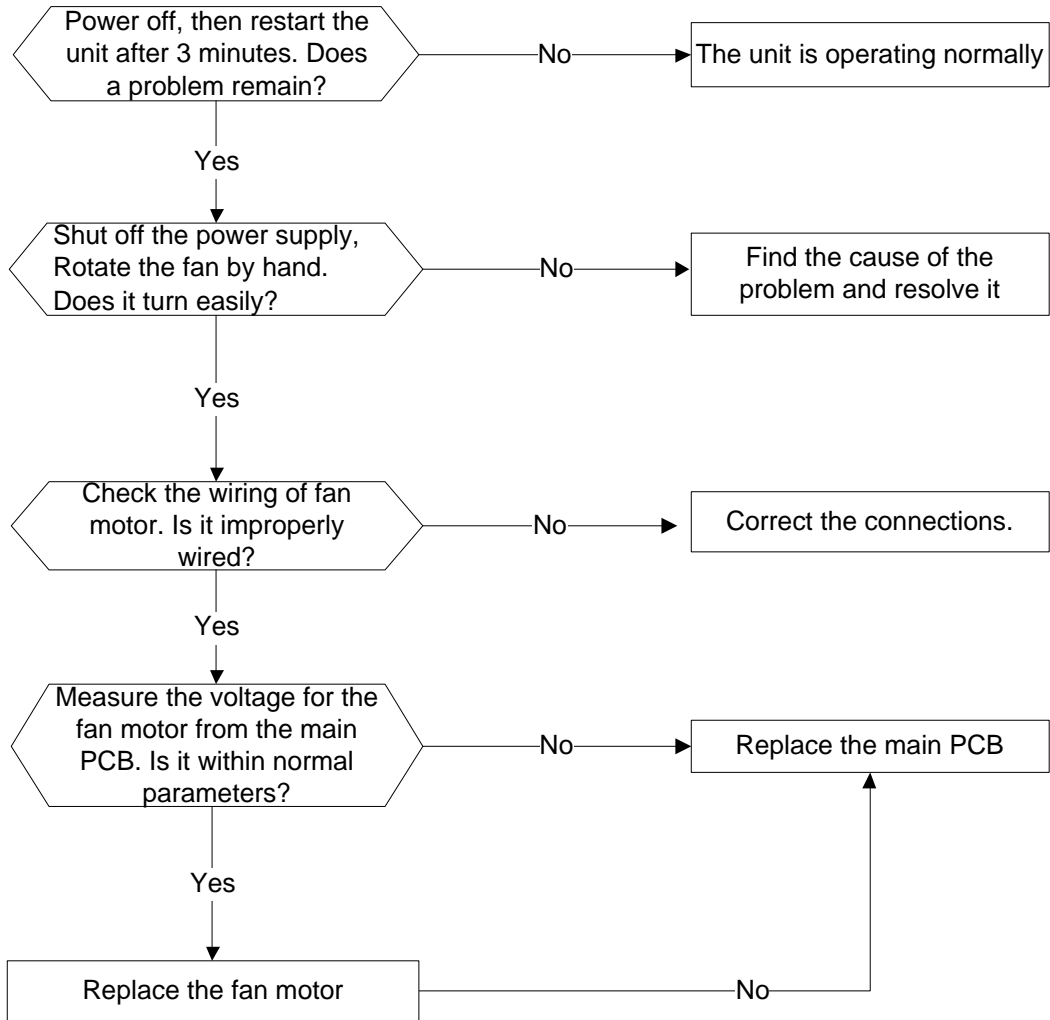 Power off, then restart the
unit after 3 minutes. Does
a problem remain?
No
The unit is operating normally
Yes
Shut off the power supply,
Rotate the fan by hand.
Does it turn easily?
No
Find the cause of the
problem and resolve it
Yes
Check the wiring of fan
motor. Is it improperly
wired?
No
Correct the connections.
Yes
Measure the voltage for the
fan motor from the main
PCB. Is it within normal
parameters?
No
Replace the main PCB
Yes
Replace the fan motor
No